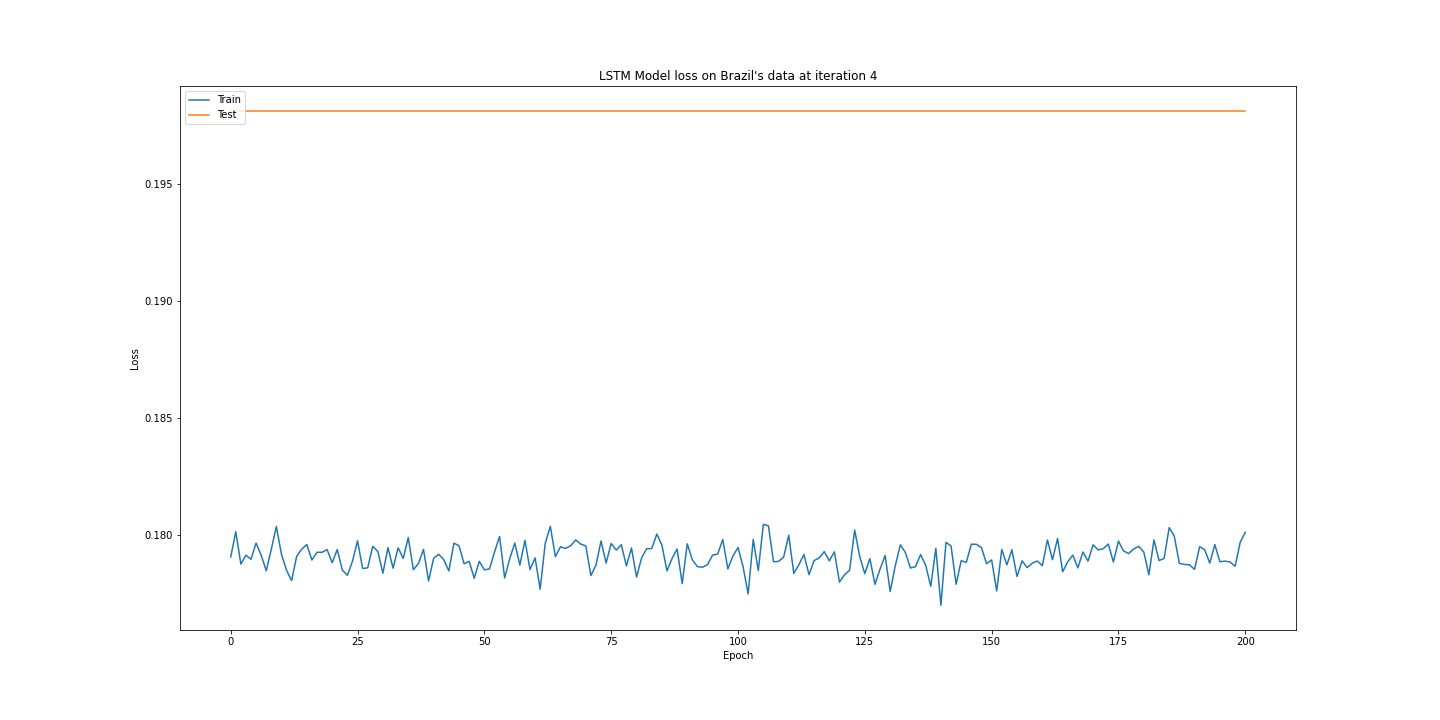 LSTM Model loss on Brazil's data at iteration 4
Train
Test
0.195
0.190
0.185
0.180
Loss
0 25 50 75 100 125 150 175 200
Epoch